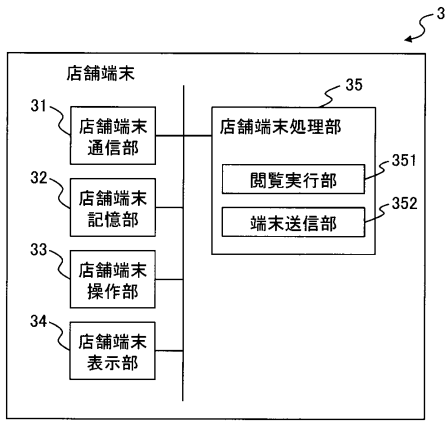 3
店舗端末
31
店舗端末
通信部
32
店舗端末
記憶部
33
店舗端末
操作部
34
店舗端末
表示部
35
店舗端末処理部
閲覧実行部
351
端末送信部
352